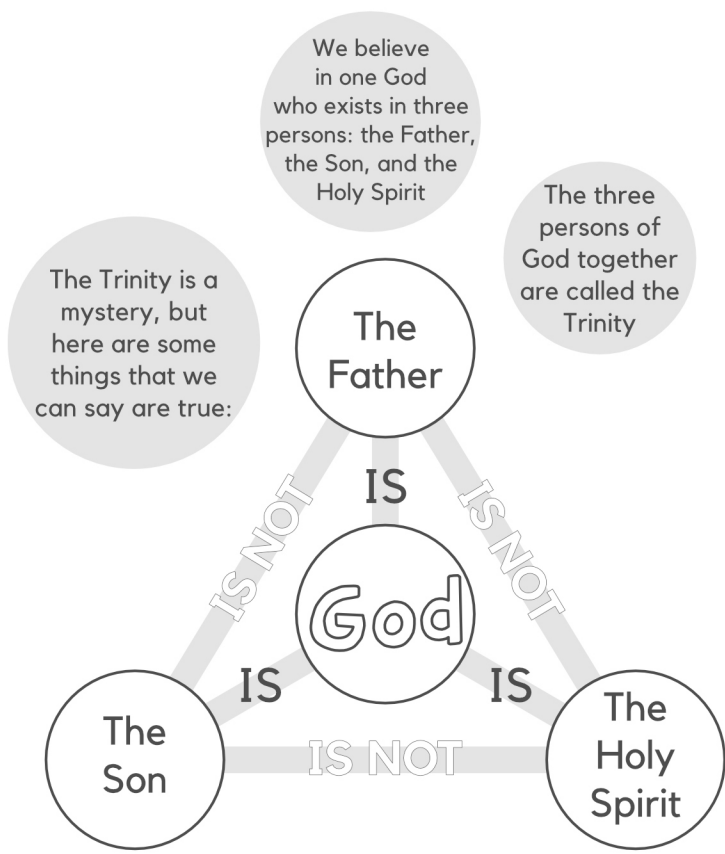 We believe
in one God
who exists in three
persons: the Father,
the Son, and the
Holy Spirit
The three
persons of
God together
are called the
Trinity
The Trinity is a
mystery, but
here are some
things that we
can say are true:
The
Father
IS
IS NOT
IS NOT
God
IS
IS
The
Son
IS NOT
The
Holy
Spirit